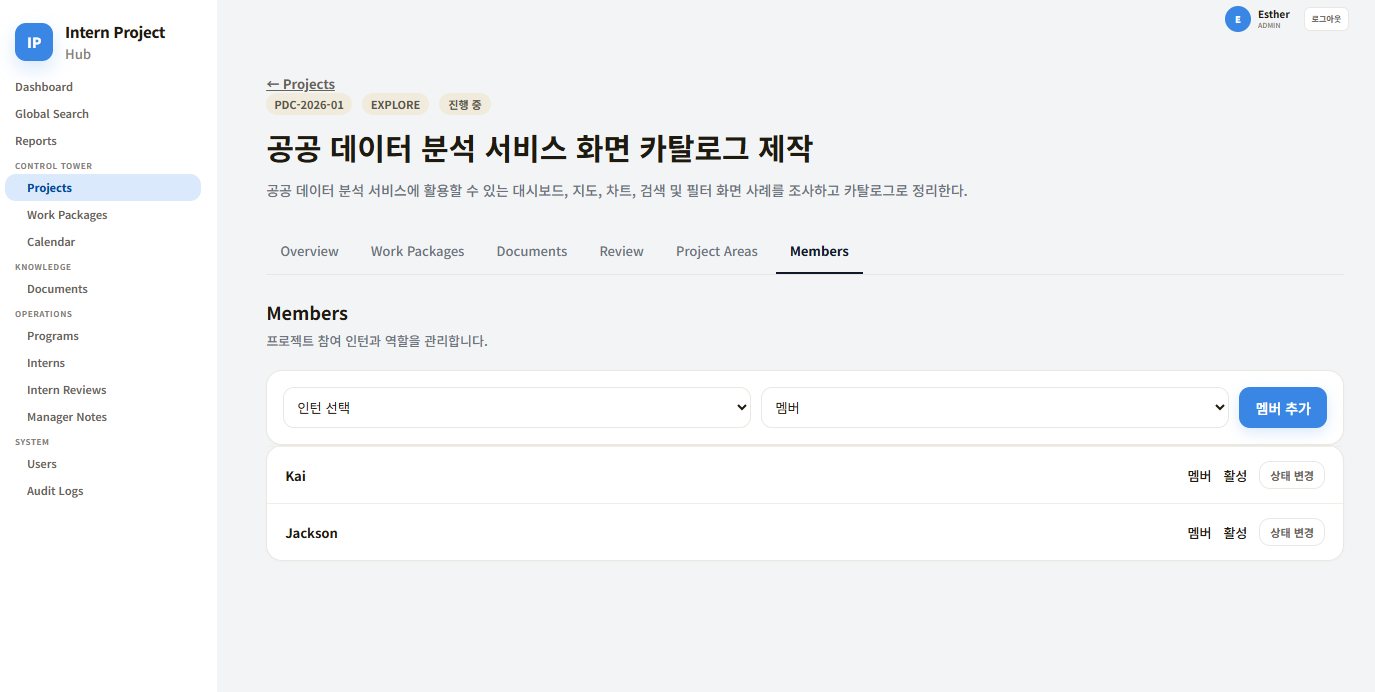 IP
Intern Project
Hub
Dashboard
Global Search
Reports
CONTROL TOWER
Projects
Work Packages
Calendar
KNOWLEDGE
Documents
OPERATIONS
Programs
Interns
Intern Reviews
Manager Notes
SYSTEM
Users
Audit Logs
E
Esther
ADMIN
로그아웃
← Projects
PDC-2026-01 EXPLORE 진행 중
공공 데이터 분석 서비스 화면 카탈로그 제작
공공 데이터 분석 서비스에 활용할 수 있는 대시보드, 지도, 차트, 검색 및 필터 화면 사례를 조사하고 카탈로그로 정리한다.
Overview Work Packages Documents Review Project Areas Members
Members
프로젝트 참여 인턴과 역할을 관리합니다.
인턴 선택 멤버 멤버 추가
Kai 멤버 활성 상태 변경
Jackson 멤버 활성 상태 변경